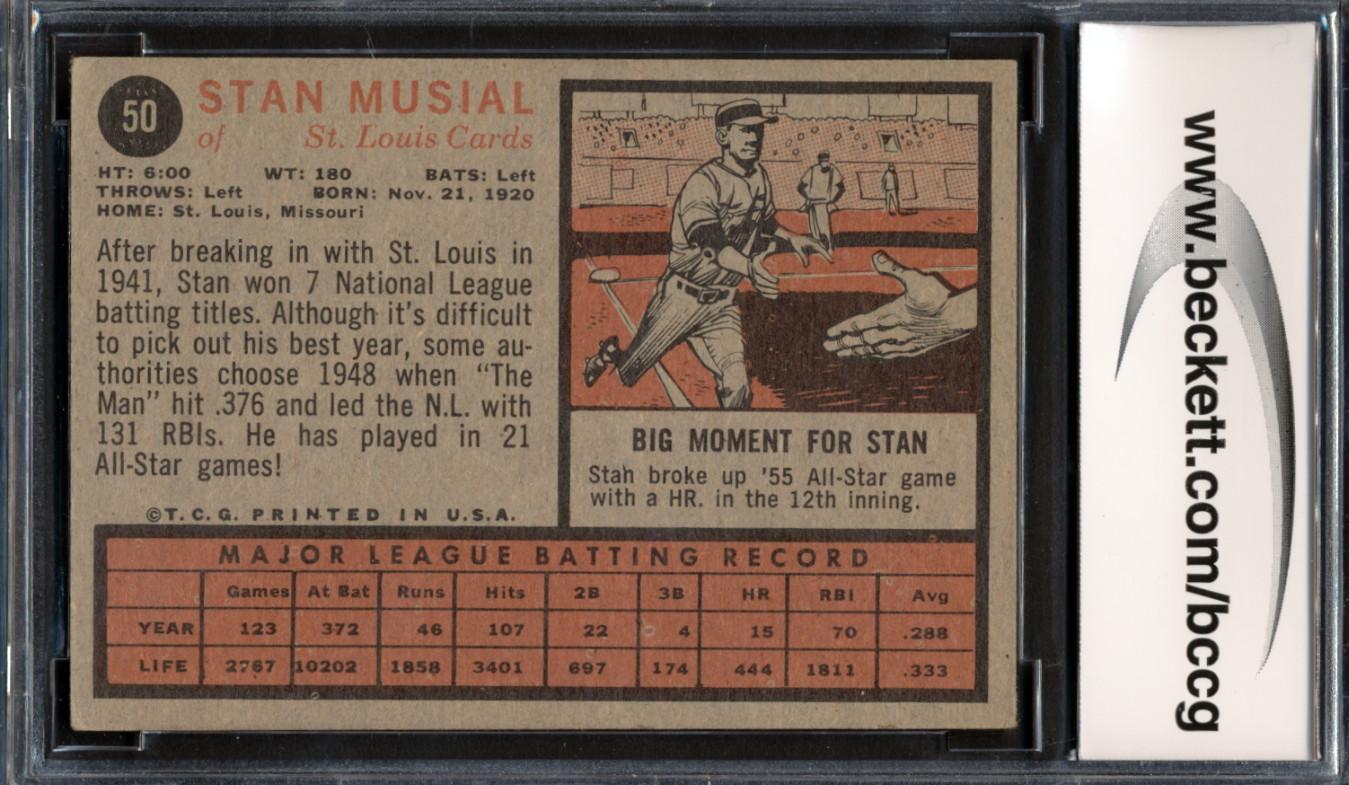 50
STAN MUSIAL
of St. Louis Cards
HT: 6:00 WT: 180 BATS: Left
THROWS: Left BORN: Nov. 21, 1920
HOME: St. Louis, Missouri
After breaking in with St. Louis in
1941, Stan won 7 National League
batting titles. Although it's difficult
to pick out his best year, some au-
thorities choose 1948 when "The
Man" hit .376 and led the N.L. with
131 RBIs. He has played in 21
All-Star games!
©T.C.G. PRINTED IN U.S.A.
BIG MOMENT FOR STAN
Stan broke up '55 All-Star game
with a HR. in the 12th inning.
MAJOR LEAGUE BATTING RECORD
Games At Bat Runs Hits 2B 3B HR RBI Avg
YEAR 123 372 46 107 22 4 15 70 .288
LIFE 2767 10202 1858 3401 697 174 444 1811 .333
www.beckett.com/bccg